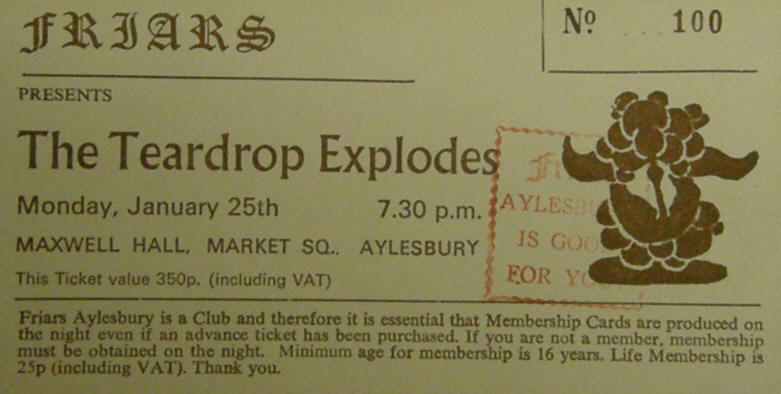 FRIARS
Nº 100
PRESENTS
The Teardrop Explodes
Monday, January 25th 7.30 p.m.
MAXWELL HALL, MARKET SQ.. AYLESBURY
This Ticket value 350p. (including VAT)
AYLESB
IS GOO
FOR YO
Friars Aylesbury is a Club and therefore it is essential that Membership Cards are produced on
the night even if an advance ticket has been purchased. If you are not a member, membership
must be obtained on the night. Minimum age for membership is 16 years. Life Membership is
25p (including VAT). Thank you.